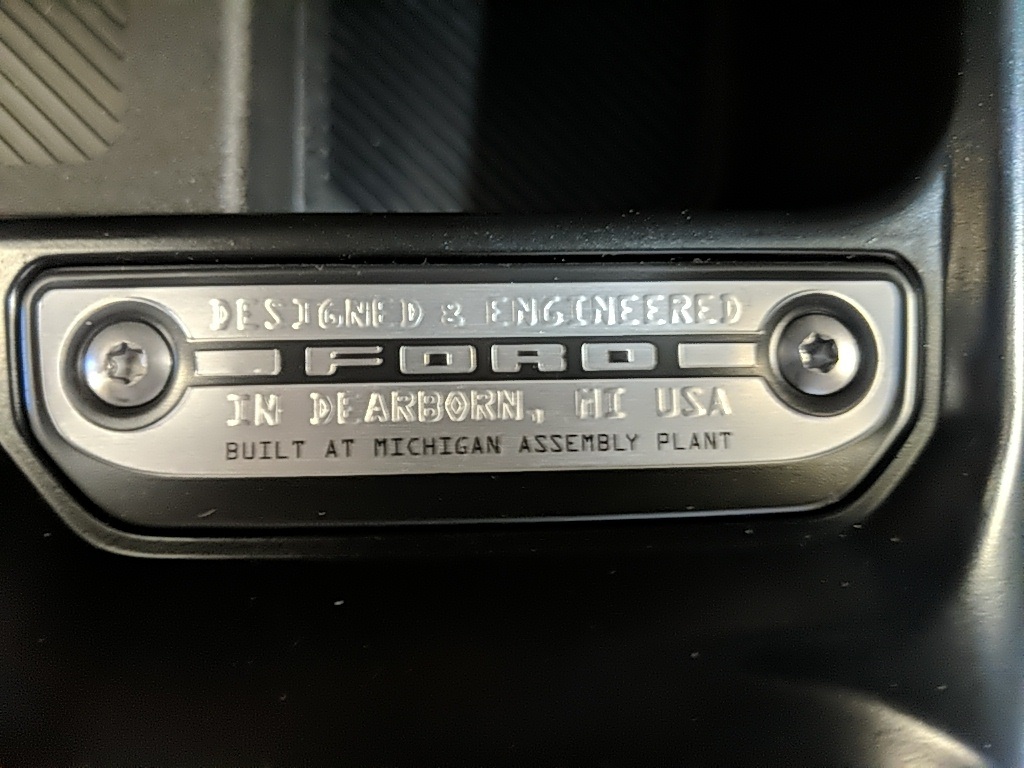 DESIGNED & ENGINEERED
FORD
IN DEARBORN, MI USA
BUILT AT MICHIGAN ASSEMBLY PLANT